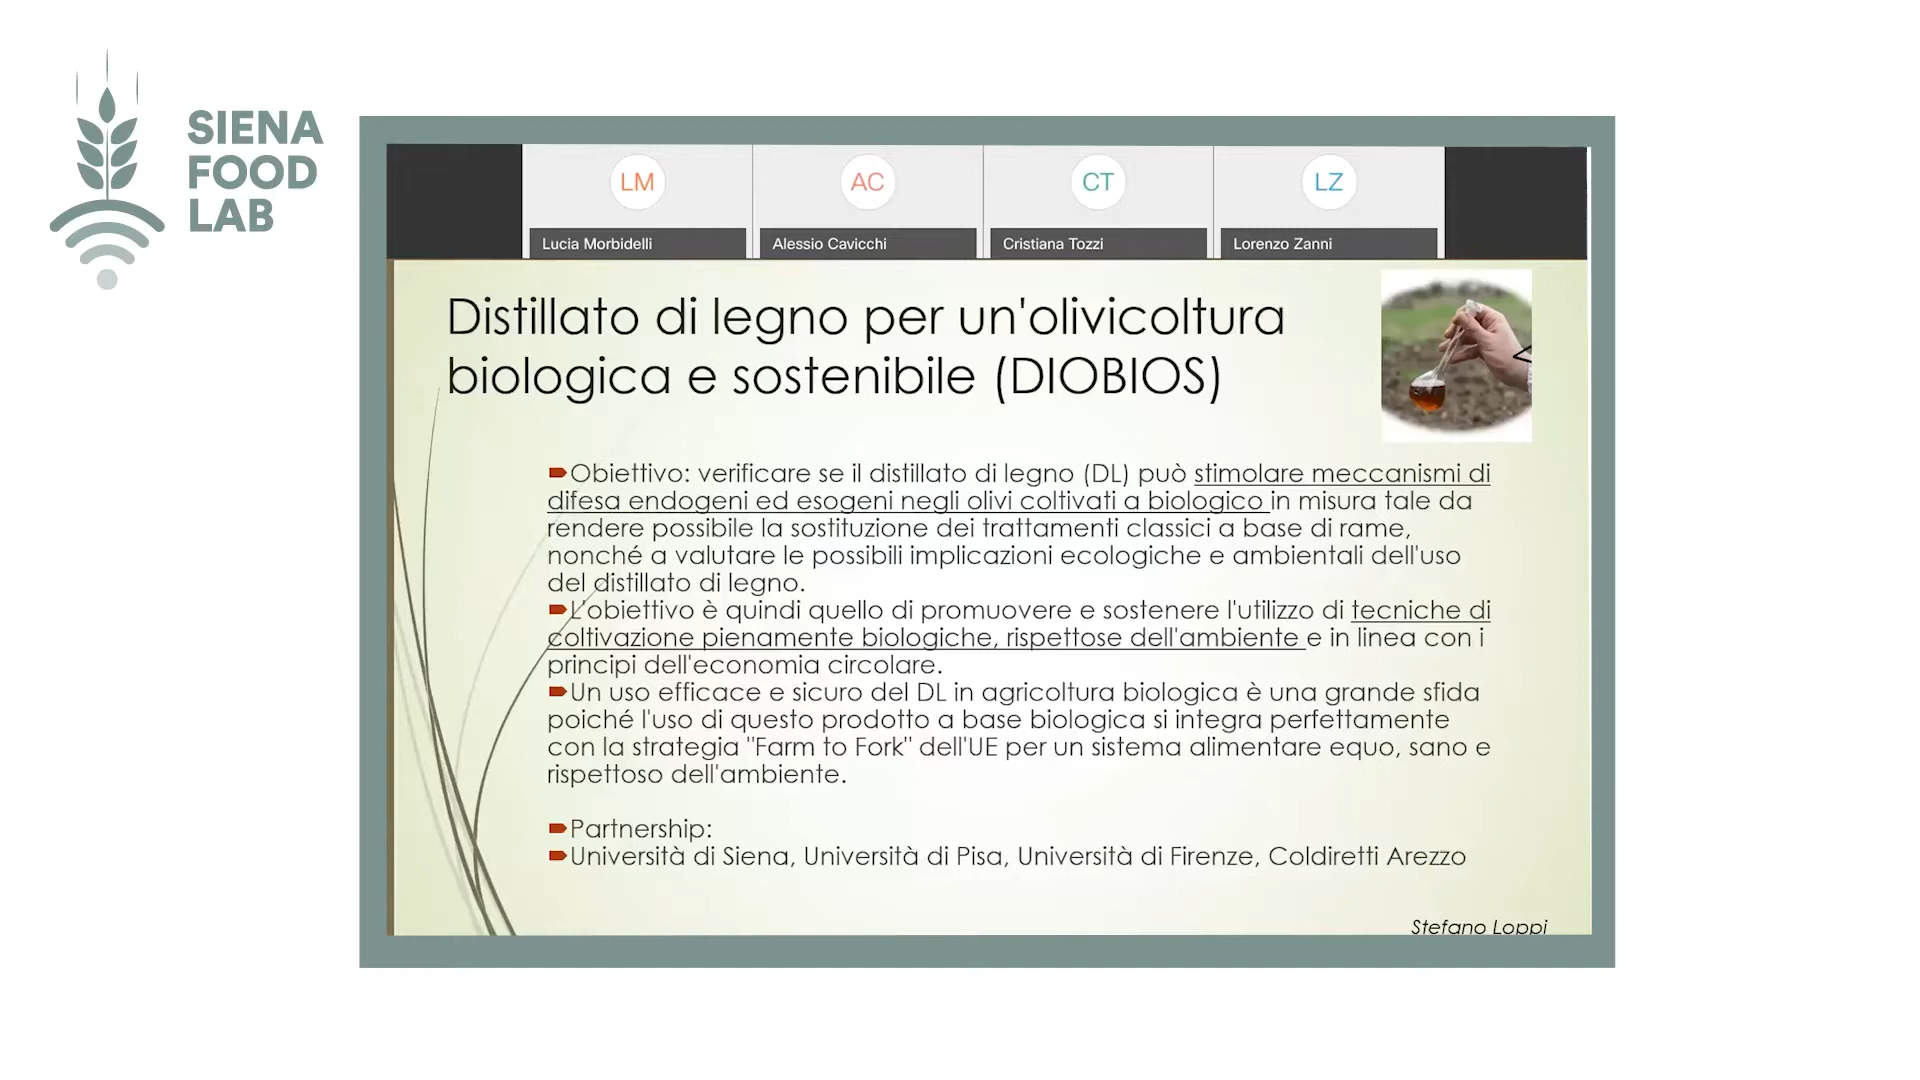 SIENA
FOOD
LAB
LM
AC
CT
LZ
Lucia Morbidelli
Alessio Cavicchi
Cristiana Tozzi
Lorenzo Zanni
Distillato di legno per un'olivicoltura
biologica e sostenibile (DIOBIOS)
Obiettivo: verificare se il distillato di legno (DL) può stimolare meccanismi di
difesa endogeni ed esogeni negli olivi coltivati a biologico in misura tale da
rendere possibile la sostituzione dei trattamenti classici a base di rame,
nonché a valutare le possibili implicazioni ecologiche e ambientali dell'uso
del distillato di legno.
L'obiettivo è quindi quello di promuovere e sostenere l'utilizzo di tecniche di
coltivazione pienamente biologiche, rispettose dell'ambiente e in linea con i
principi dell'economia circolare.
Un uso efficace e sicuro del DL in agricoltura biologica è una grande sfida
poiché l'uso di questo prodotto a base biologica si integra perfettamente
con la strategia "Farm to Fork" dell'UE per un sistema alimentare equo, sano e
rispettoso dell'ambiente.
Partnership:
Università di Siena, Università di Pisa, Università di Firenze, Coldiretti Arezzo
Stefano Loppi